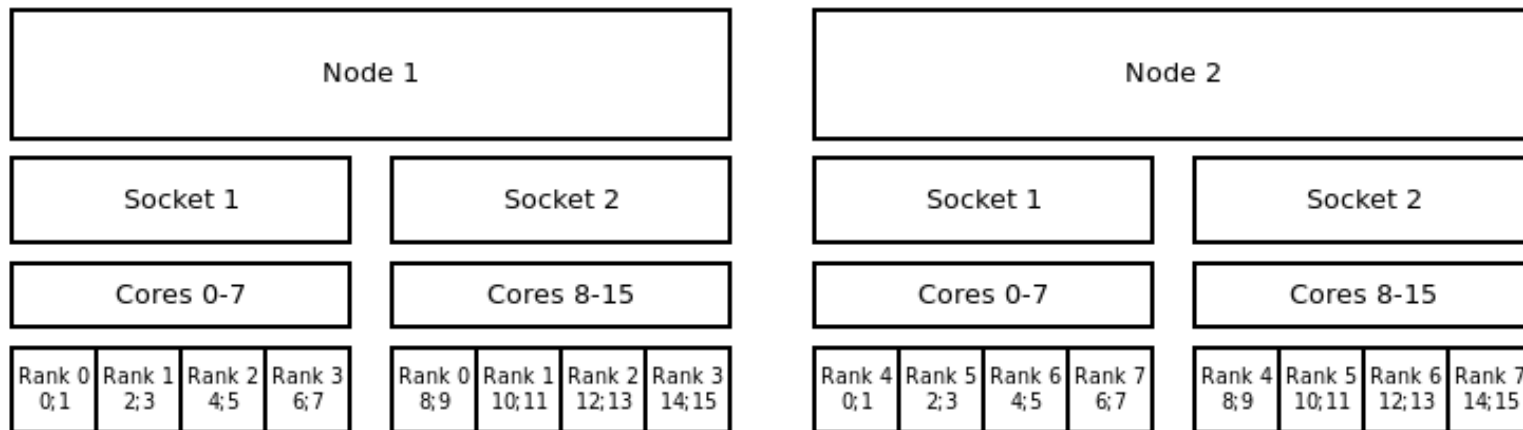 Node 1
Node 2
Socket 1
Socket 2
Socket 1
Socket 2
Cores 0-7
Cores 8-15
Cores 0-7
Cores 8-15
Rank 0
0;1
Rank 1
2;3
Rank 2
4;5
Rank 3
6;7
Rank 0
8;9
Rank 1
10;11
Rank 2
12;13
Rank 3
14;15
Rank 4
0;1
Rank 5
2;3
Rank 6
4;5
Rank 7
6;7
Rank 4
8;9
Rank 5
10;11
Rank 6
12;13
Rank 7
14;15